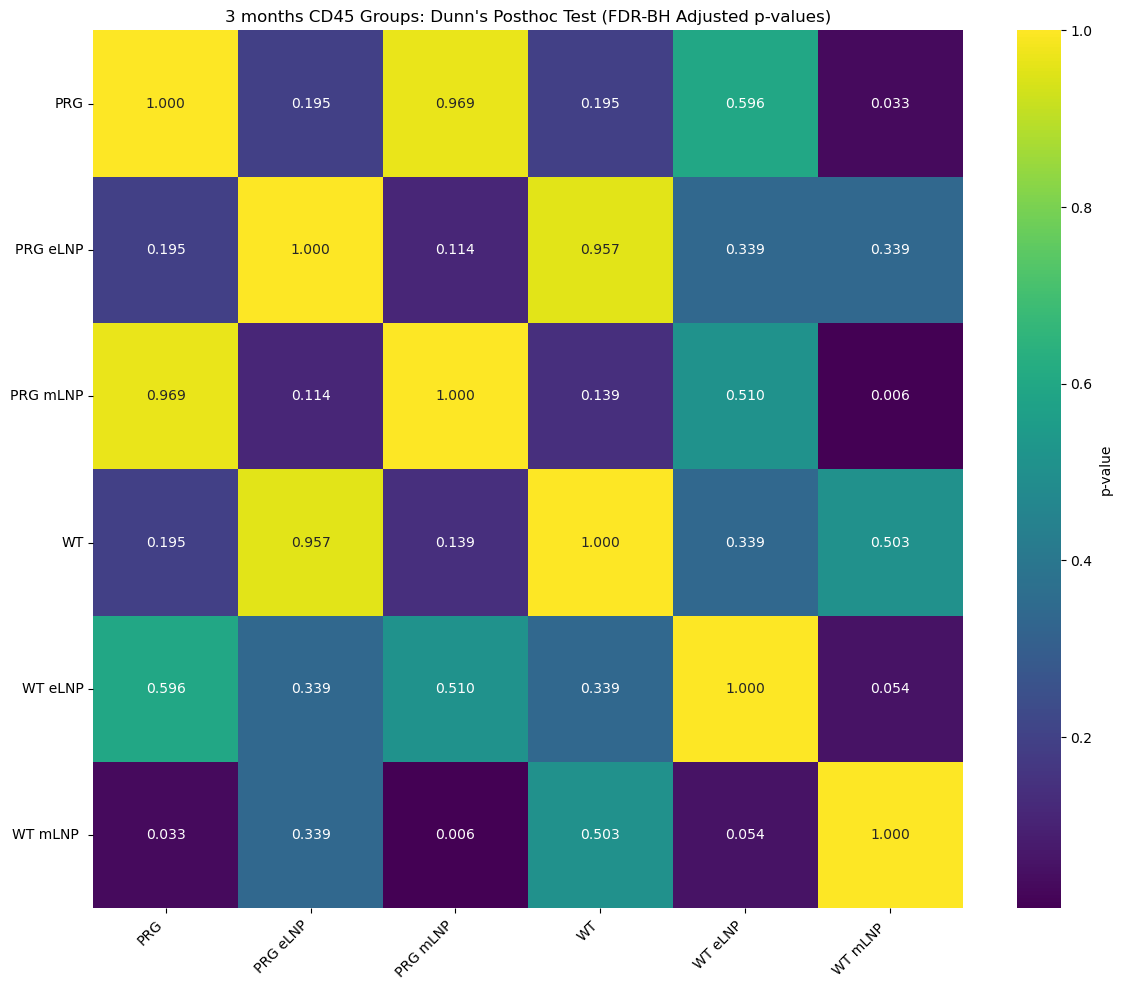 3 months CD45 Groups: Dunn's Posthoc Test (FDR-BH Adjusted p-values)
PRG 1.000 0.195 0.969 0.195 0.596 0.033
PRG eLNP 0.195 1.000 0.114 0.957 0.339 0.339
PRG mLNP 0.969 0.114 1.000 0.139 0.510 0.006
WT 0.195 0.957 0.139 1.000 0.339 0.503
WT eLNP 0.596 0.339 0.510 0.339 1.000 0.054
WT mLNP 0.033 0.339 0.006 0.503 0.054 1.000
PRG
PRG eLNP
PRG mLNP
WT
WT eLNP
WT mLNP
1.0
0.8
0.6
0.4
0.2
p-value